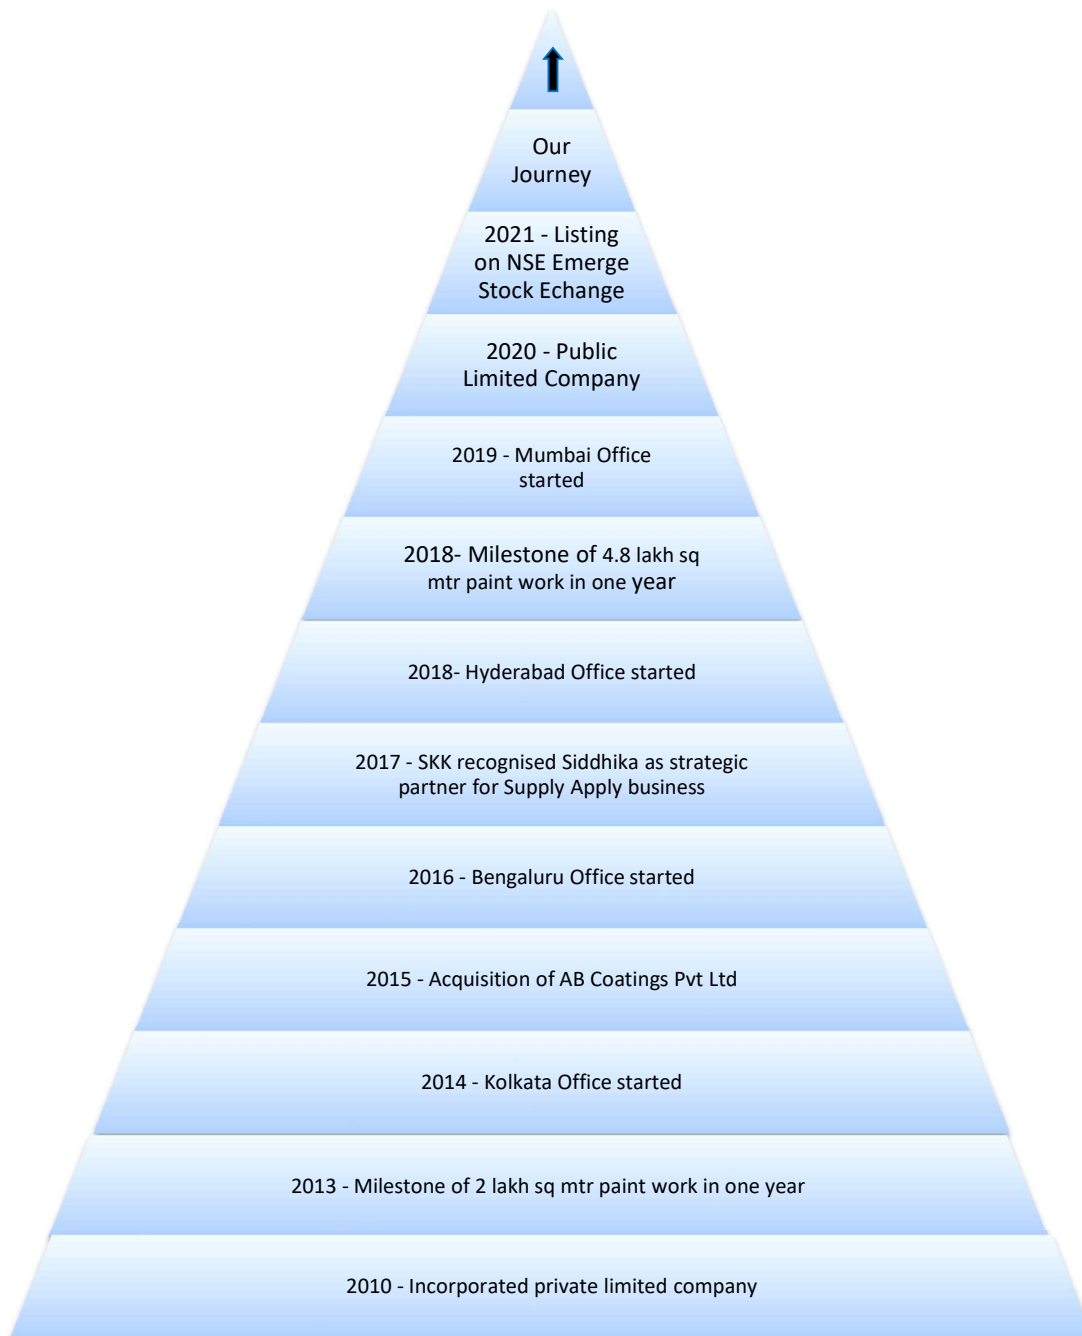 Our
Journey
2021 - Listing
on NSE Emerge
Stock Echange
2020 - Public
Limited Company
2019 - Mumbai Office
started
2018- Milestone of 4.8 lakh sq
mtr paint work in one year
2018- Hyderabad Office started
2017 - SKK recognised Siddhika as strategic
partner for Supply Apply business
2016 - Bengaluru Office started
2015 - Acquisition of AB Coatings Pvt Ltd
2014 - Kolkata Office started
2013 - Milestone of 2 lakh sq mtr paint work in one year
2010 - Incorporated private limited company